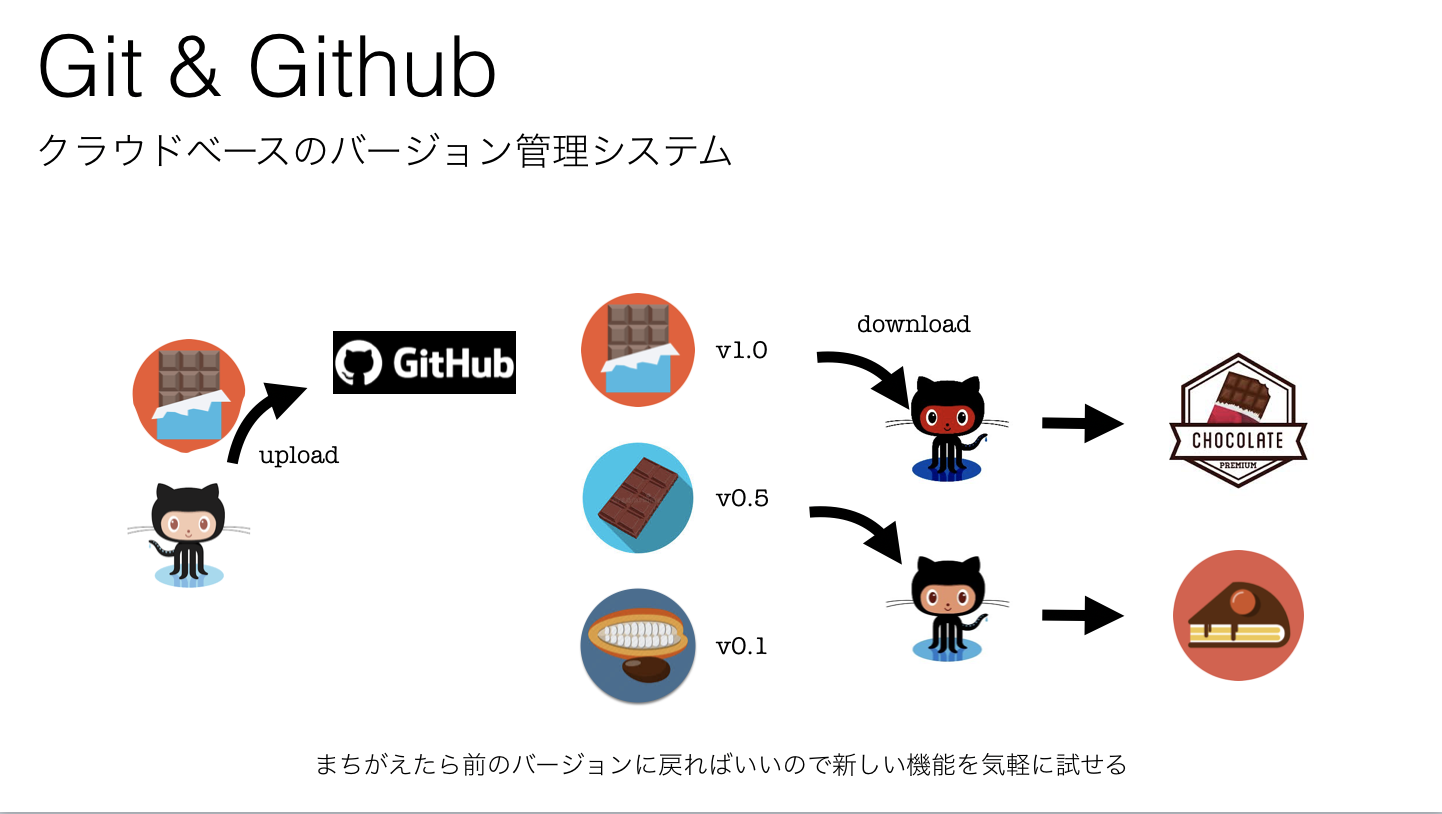 Git & Github
クラウドベースのバージョン管理システム
GitHub
upload
v1.0
v0.5
v0.1
download
CHOCOLATE
PREMIUM
まちがえたら前のバージョンに戻ればいいので新しい機能を気軽に試せる